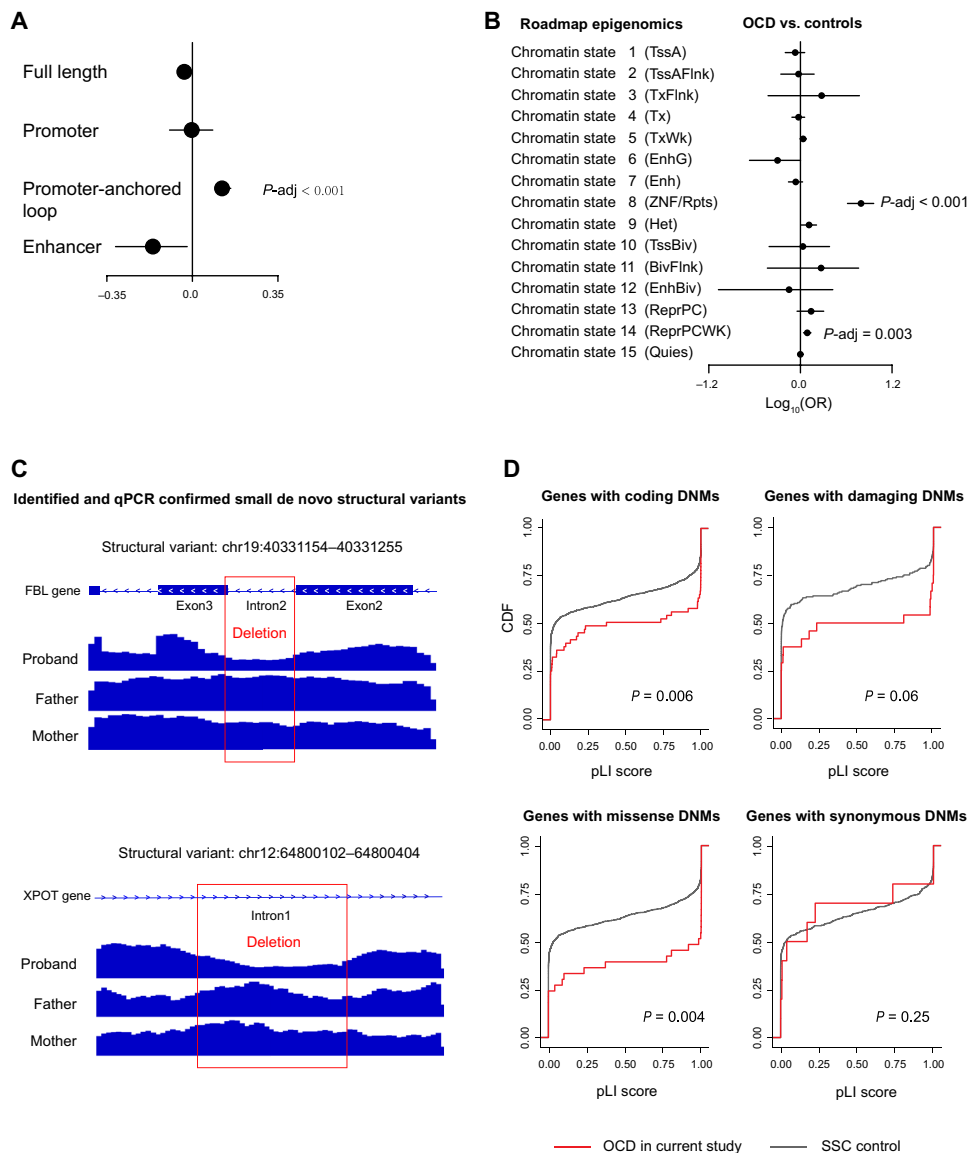 A
Full length
Promoter
Promoter-anchored
loop
P-adj < 0.001
Enhancer
–0.35
0.0
0.35
B
Roadmap epigenomics
OCD vs. controls
Chromatin state 1 (TssA)
Chromatin state 2 (TssAFlnk)
Chromatin state 3 (TxFlnk)
Chromatin state 4 (Tx)
Chromatin state 5 (TxWk)
Chromatin state 6 (EnhG)
Chromatin state 7 (Enh)
Chromatin state 8 (ZNF/Rpts)
P-adj < 0.001
Chromatin state 9 (Het)
Chromatin state 10 (TssBiv)
Chromatin state 11 (BivFlnk)
Chromatin state 12 (EnhBiv)
Chromatin state 13 (ReprPC)
Chromatin state 14 (ReprPCWK)
P-adj = 0.003
Chromatin state 15 (Quies)
–1.2
0.0
1.2
Log10(OR)
C
Identified and qPCR confirmed small de novo structural variants
Structural variant: chr19:40331154–40331255
FBL gene
Exon3
Intron2
Exon2
Deletion
Proband
Father
Mother
Structural variant: chr12:64800102–64800404
XPOT gene
Intron1
Deletion
Proband
Father
Mother
D
Genes with coding DNMs
CDF
1.00
0.75
0.50
0.25
0.00
P = 0.006
0.00
0.25
0.50
0.75
1.00
pLI score
Genes with damaging DNMs
1.00
0.75
0.50
0.25
0.00
P = 0.06
0.00
0.25
0.50
0.75
1.00
pLI score
Genes with missense DNMs
1.00
0.75
0.50
0.25
0.00
P = 0.004
0.00
0.25
0.50
0.75
1.00
pLI score
Genes with synonymous DNMs
1.00
0.75
0.50
0.25
0.00
P = 0.25
0.00
0.25
0.50
0.75
1.00
pLI score
OCD in current study
SSC control